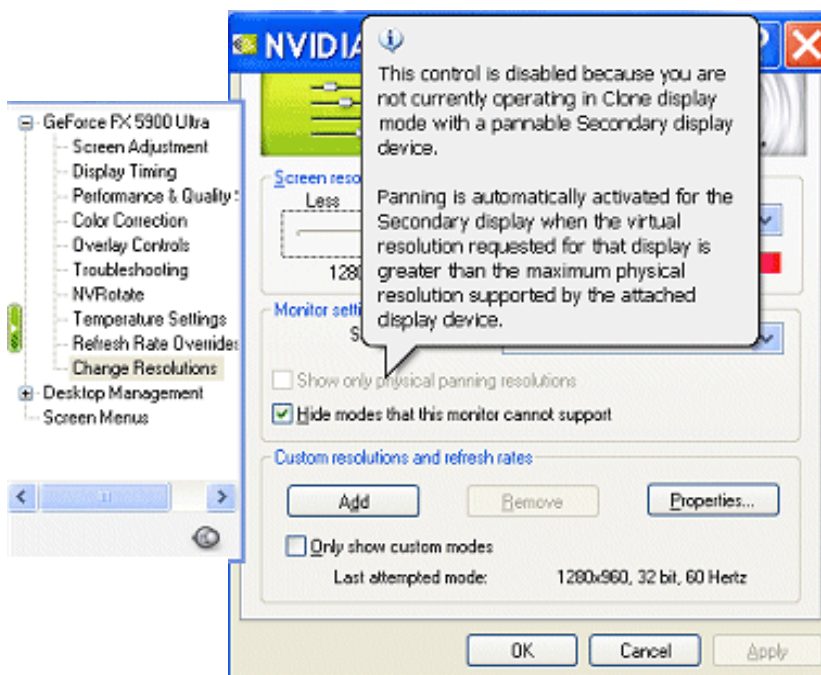 NVIDIA
?
This control is disabled because you are
not currently operating in Clone display
mode with a pannable Secondary display
device.
Panning is automatically activated for the
Secondary display when the virtual
resolution requested for that display is
greater than the maximum physical
resolution supported by the attached
display device.
GeForce FX 5900 Ultra
Screen Adjustment
Display Timing
Performance & Quality
Color Correction
Overlay Controls
Troubleshooting
NVRotate
Temperature Settings
Refresh Rate Overrides
Change Resolutions
Desktop Management
Screen Menus
Screen reso
Less
1280
Monitor setti
Show only physical panning resolutions
Hide modes that this monitor cannot support
Custom resolutions and refresh rates
Add
Remove
Properties...
Only show custom modes
Last attempted mode: 1280x960, 32 bit, 60 Hertz
OK
Cancel
Apply